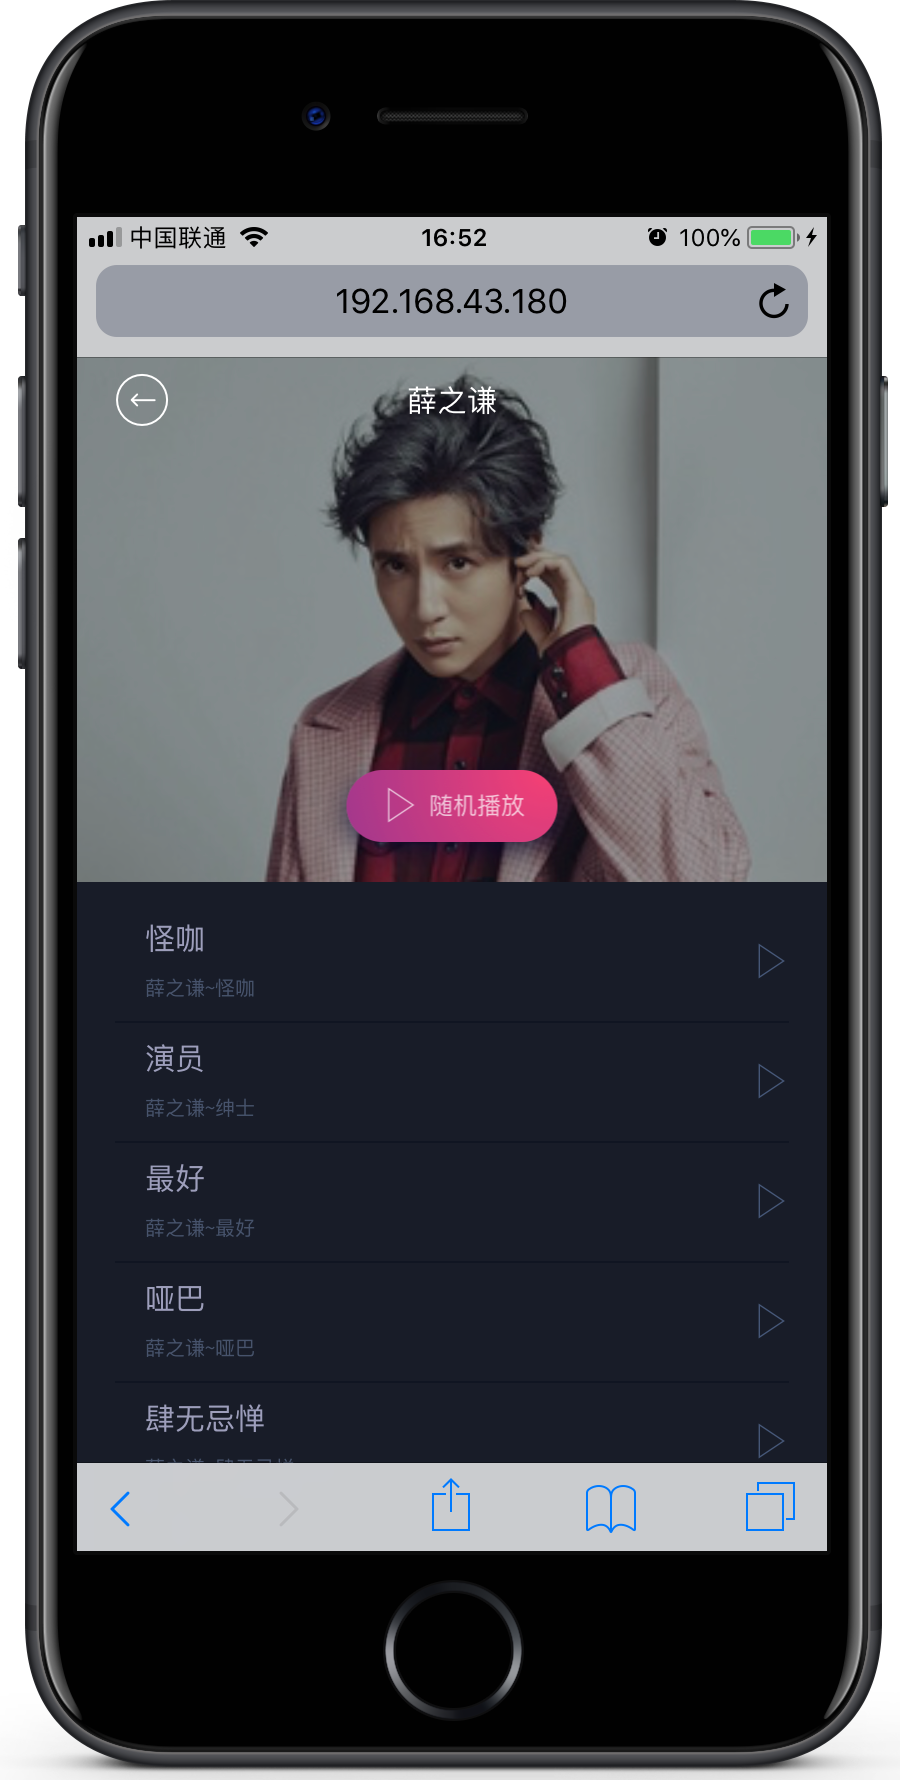 中国联通
16:52
100%
192.168.43.180
薛之谦
随机播放
怪咖
薛之谦~怪咖
演员
薛之谦~绅士
最好
薛之谦~最好
哑巴
薛之谦~哑巴
肆无忌惮